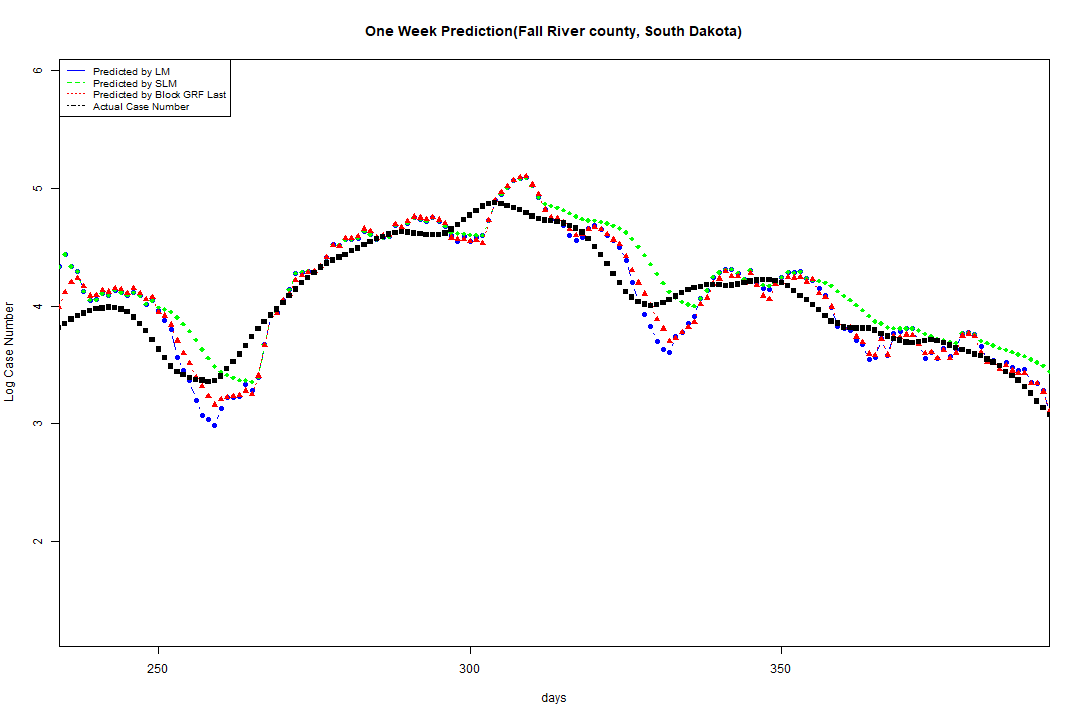 One Week Prediction(Fall River county, South Dakota)
Predicted by LM
Predicted by SLM
Predicted by Block GRF Last
Actual Case Number
6
5
4
3
2
Log Case Number
250 300 350
days